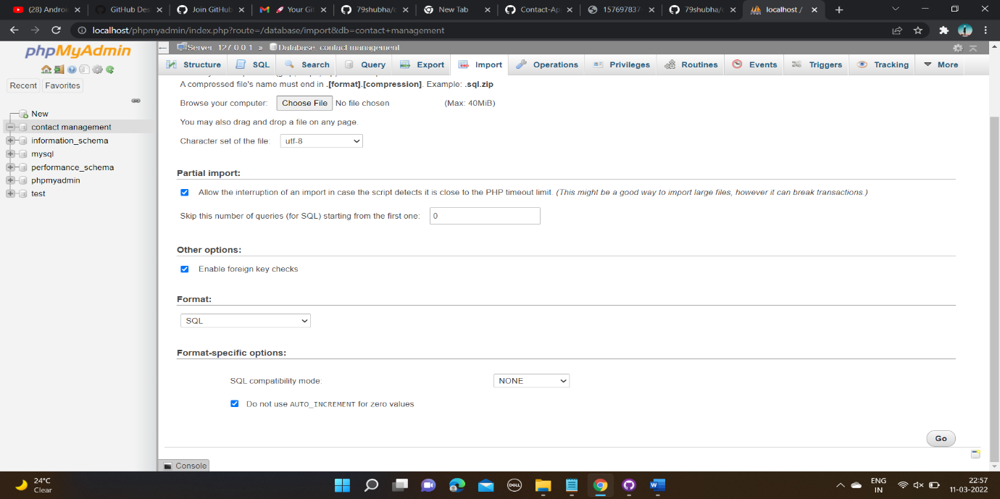 (28) Androi
GitHub Des
Join GitHub
Your Git
79shubha/c
New Tab
Contact-Ap
157697837-
79shubha/c
localhost /
localhost/phpmyadmin/index.php?route=/database/import&db=contact+management
phpMyAdmin
Recent
Favorites
New
contact management
information_schema
mysql
performance_schema
phpmyadmin
test
Server: 127.0.0.1 » Database: contact management
Structure
SQL
Search
Query
Export
Import
Operations
Privileges
Routines
Events
Triggers
Tracking
More
A compressed file's name must end in .[format].[compression]. Example: .sql.zip
Browse your computer: Choose File No file chosen (Max: 40MiB)
You may also drag and drop a file on any page.
Character set of the file: utf-8
Partial import:
Allow the interruption of an import in case the script detects it is close to the PHP timeout limit. (This might be a good way to import large files, however it can break transactions.)
Skip this number of queries (for SQL) starting from the first one: 0
Other options:
Enable foreign key checks
Format:
SQL
Format-specific options:
SQL compatibility mode: NONE
Do not use AUTO_INCREMENT for zero values
Go
Console
24°C
Clear
DELL
W
ENG
IN
22:57
11-03-2022